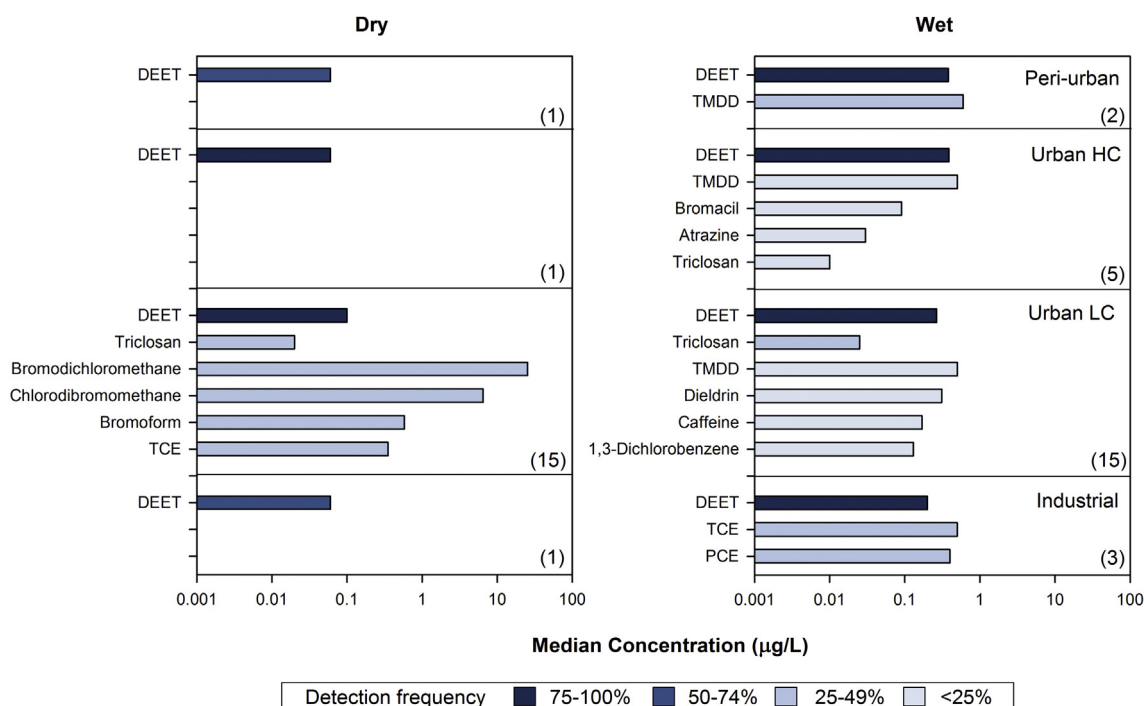 Dry
DEET
(1)
DEET
(1)
DEET
Triclosan
Bromodichloromethane
Chlorodibromomethane
Bromoform
TCE
(15)
DEET
(1)
0.001 0.01 0.1 1 10 100
Wet
DEET
TMDD
Peri-urban
(2)
DEET
TMDD
Bromacil
Atrazine
Triclosan
Urban HC
(5)
DEET
Triclosan
TMDD
Dieldrin
Caffeine
1,3-Dichlorobenzene
Urban LC
(15)
DEET
TCE
PCE
Industrial
(3)
0.001 0.01 0.1 1 10 100
Median Concentration (μg/L)
Detection frequency 75-100% 50-74% 25-49% <25%